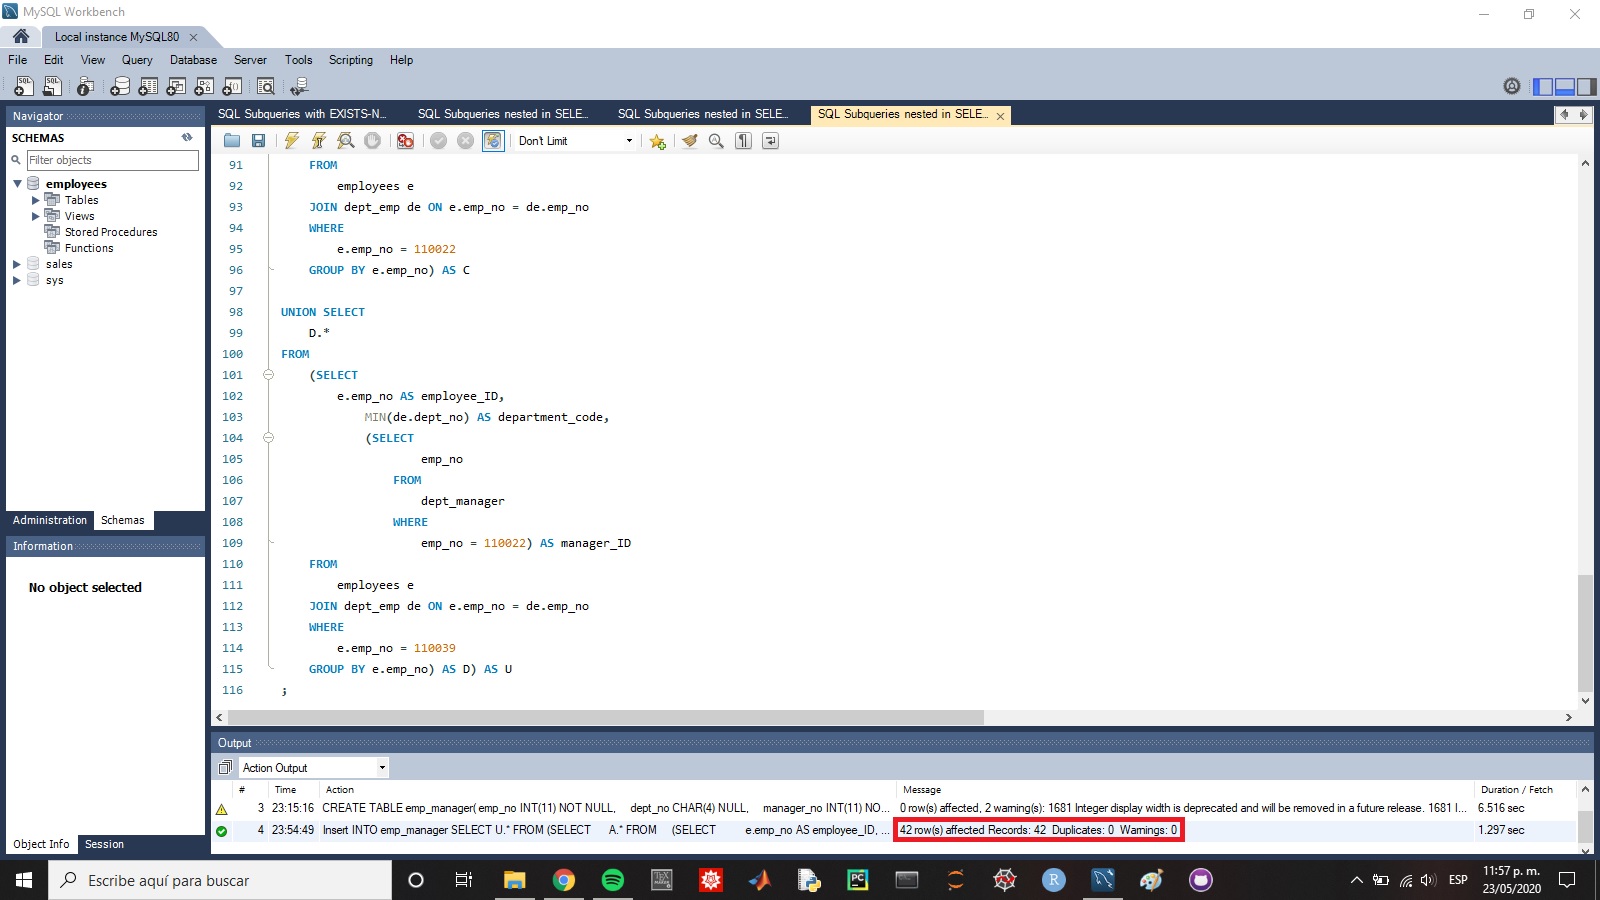 MySQL Workbench
Local instance MySQL80
File Edit View Query Database Server Tools Scripting Help
Navigator
SCHEMAS
Filter objects
employees
Tables
Views
Stored Procedures
Functions
sales
sys
Administration Schemas
Information
No object selected
Object Info Session
SQL Subqueries with EXISTS-N... SQL Subqueries nested in SELE... SQL Subqueries nested in SELE... SQL Subqueries nested in SELE...
Don't Limit
91 FROM
92 employees e
93 JOIN dept_emp de ON e.emp_no = de.emp_no
94 WHERE
95 e.emp_no = 110022
96 GROUP BY e.emp_no) AS C
97
98 UNION SELECT
99 D.*
100 FROM
101 (SELECT
102 e.emp_no AS employee_ID,
103 MIN(de.dept_no) AS department_code,
104 (SELECT
105 emp_no
106 FROM
107 dept_manager
108 WHERE
109 emp_no = 110022) AS manager_ID
110 FROM
111 employees e
112 JOIN dept_emp de ON e.emp_no = de.emp_no
113 WHERE
114 e.emp_no = 110039
115 GROUP BY e.emp_no) AS D) AS U
116 ;
Output
Action Output
# Time Action Message Duration / Fetch
3 23:15:16 CREATE TABLE emp_manager( emp_no INT(11) NOT NULL, dept_no CHAR(4) NULL, manager_no INT(11) NO... 0 row(s) affected, 2 warning(s): 1681 Integer display width is deprecated and will be removed in a future release. 1681 I... 6.516 sec
4 23:54:49 Insert INTO emp_manager SELECT U.* FROM (SELECT A.* FROM (SELECT e.emp_no AS employee_ID, ... 42 row(s) affected Records: 42 Duplicates: 0 Warnings: 0 1.297 sec
Escribe aquí para buscar
ESP
11:57 p. m.
23/05/2020